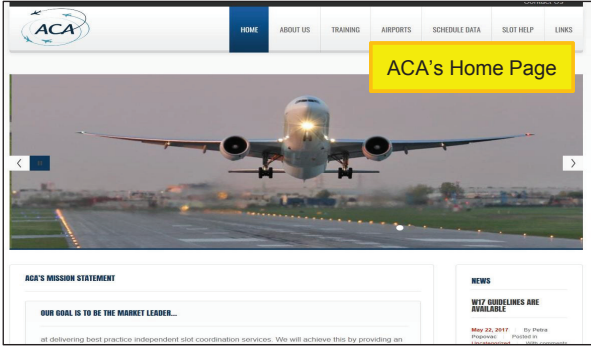 Contact Us
ACA
HOME ABOUT US TRAINING AIRPORTS SCHEDULE DATA SLOT HELP LINKS
ACA's Home Page
ACA'S MISSION STATEMENT
OUR GOAL IS TO BE THE MARKET LEADER...
at delivering best practice independent slot coordination services. We will achieve this by providing an
NEWS
W17 GUIDELINES ARE
AVAILABLE
May 22, 2017 By Petra
Popovac Posted in
Uncategorized With comments